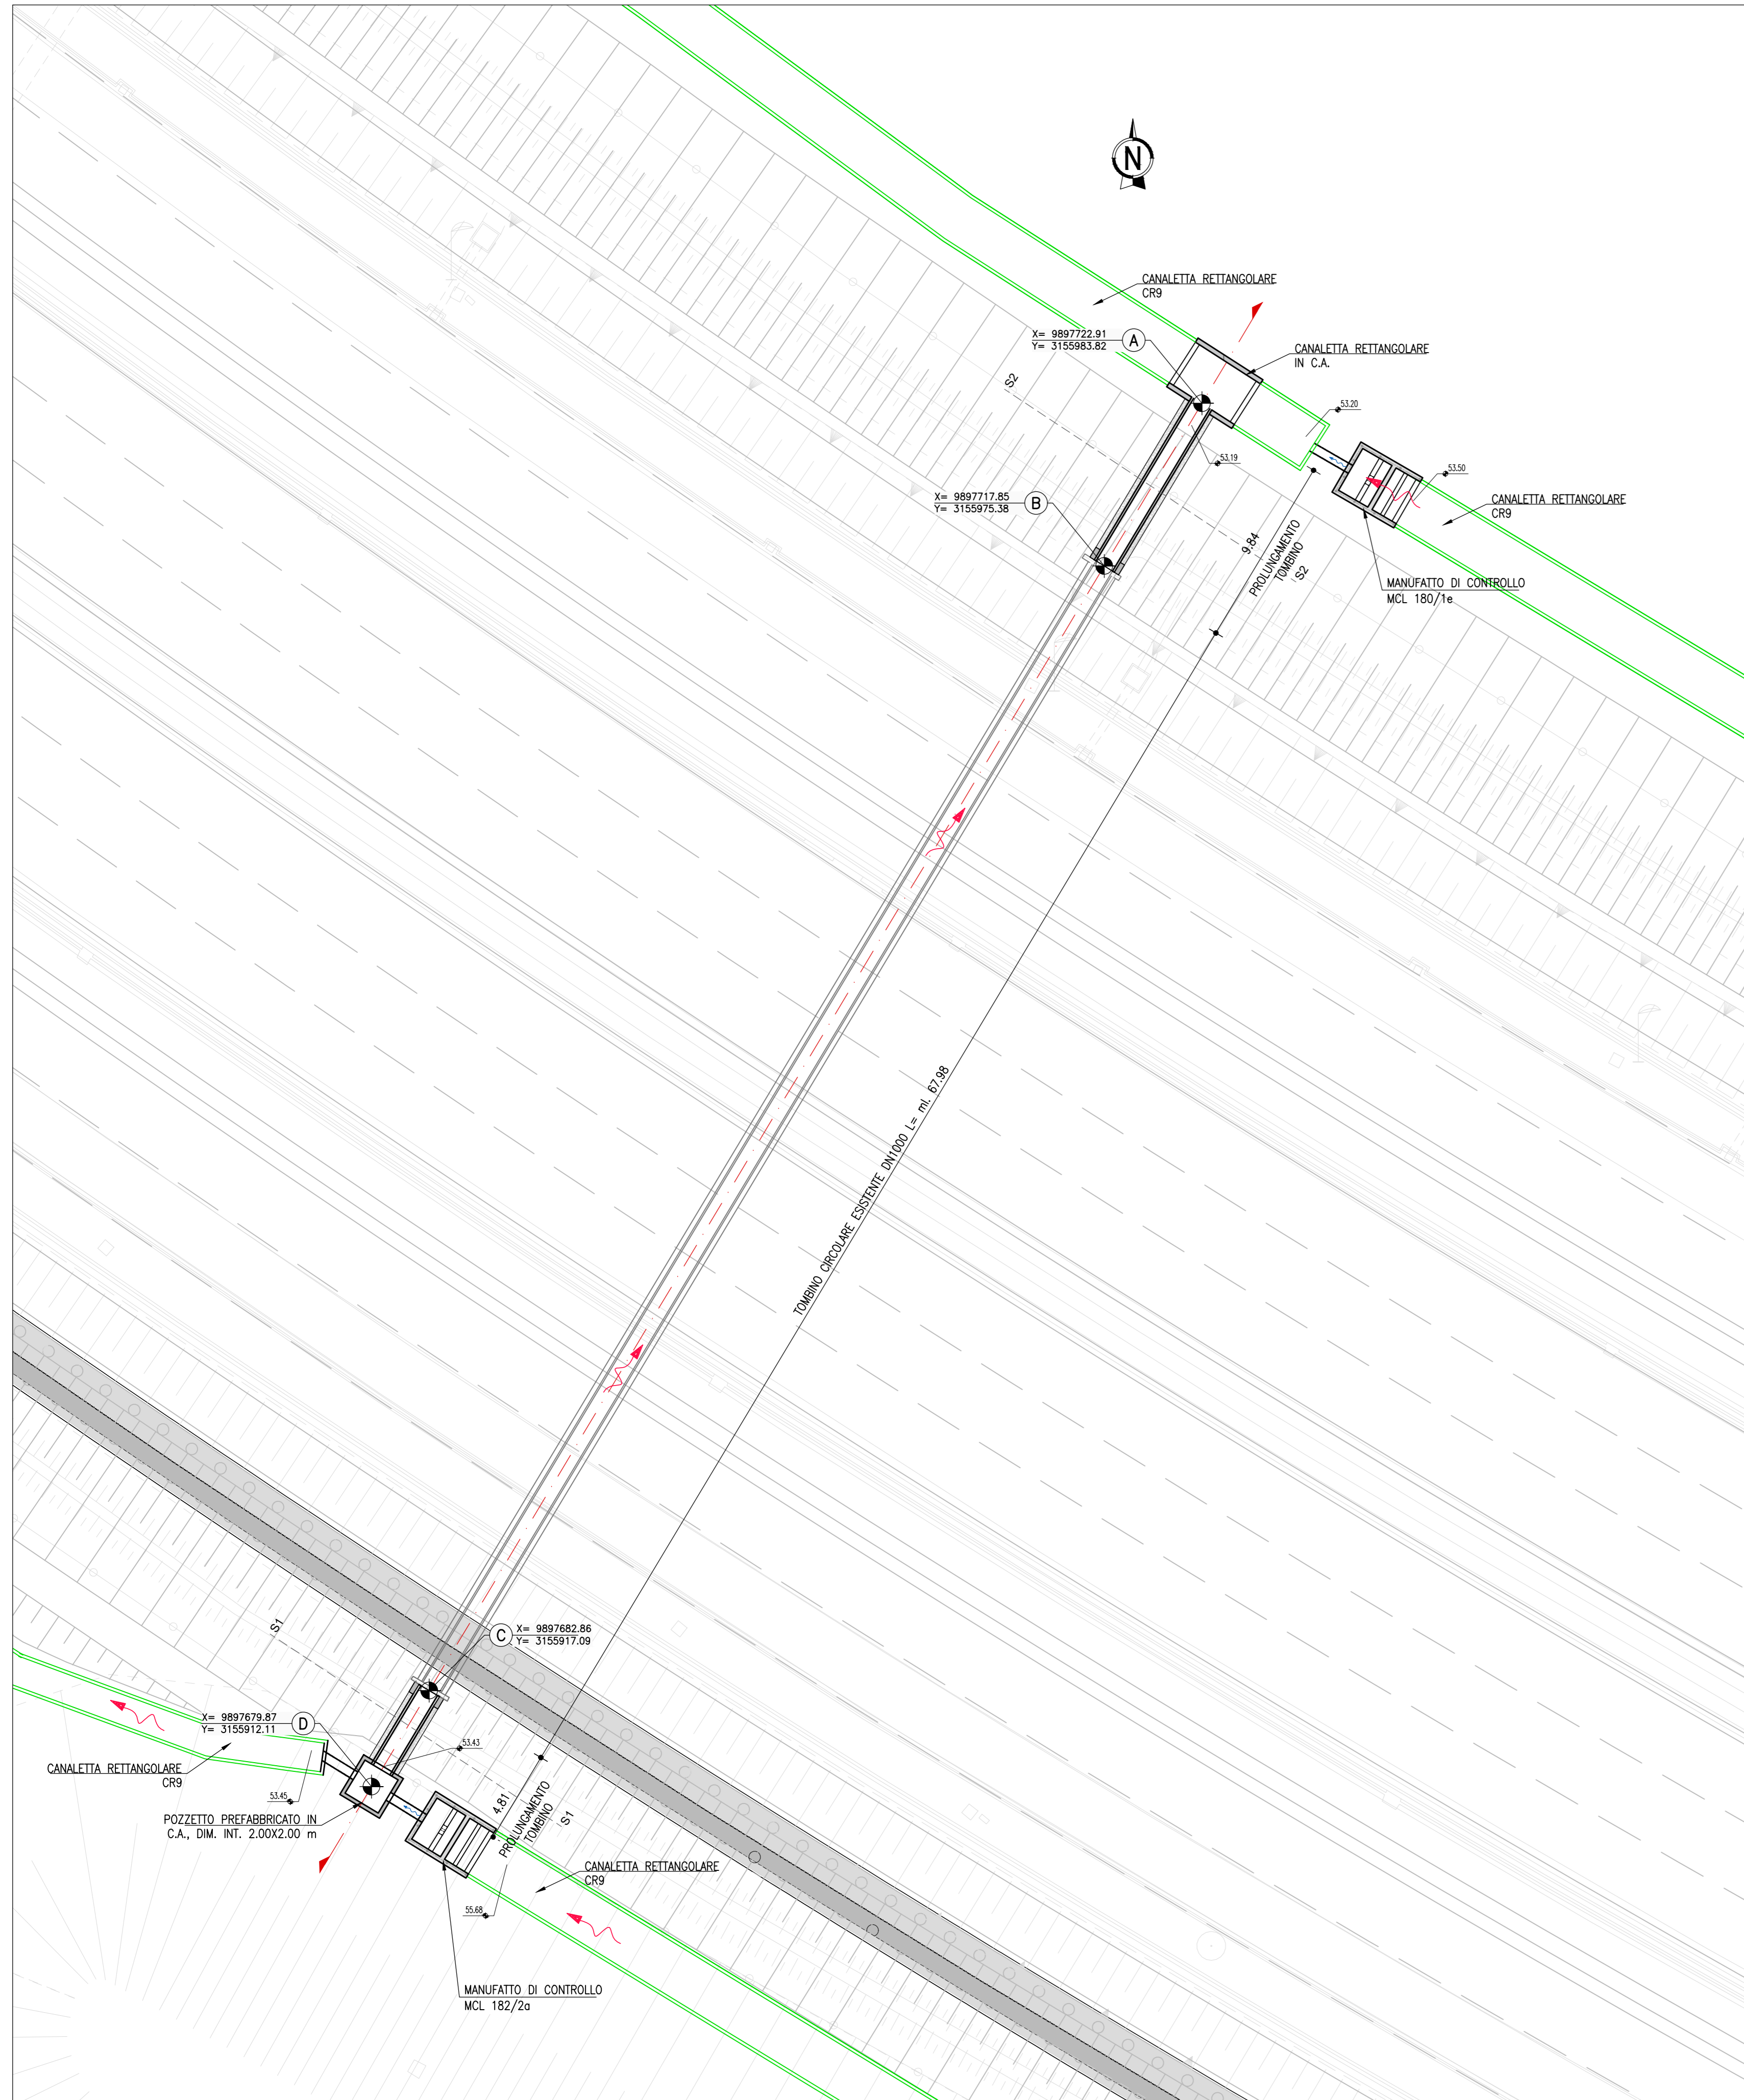 N
CANALETTA RETTANGOLARE
CR9
X= 9897722.91
Y= 3155983.82
A
CANALETTA RETTANGOLARE
IN C.A.
S2
53.20
53.19
53.50
X= 9897717.85
Y= 3155975.38
B
CANALETTA RETTANGOLARE
CR9
9.84
PROLUNGAMENTO
TOMBINO
S2
MANUFATTO DI CONTROLLO
MCL 180/1e
TOMBINO CIRCOLARE ESISTENTE DN1000 L= ml. 67.98
S1
C
X= 9897682.86
Y= 3155917.09
X= 9897679.87
Y= 3155912.11
D
53.43
CANALETTA RETTANGOLARE
CR9
53.45
POZZETTO PREFABBRICATO IN
C.A., DIM. INT. 2.00X2.00 m
4.81
PROLUNGAMENTO
TOMBINO
S1
CANALETTA RETTANGOLARE
CR9
55.68
MANUFATTO DI CONTROLLO
MCL 182/2a